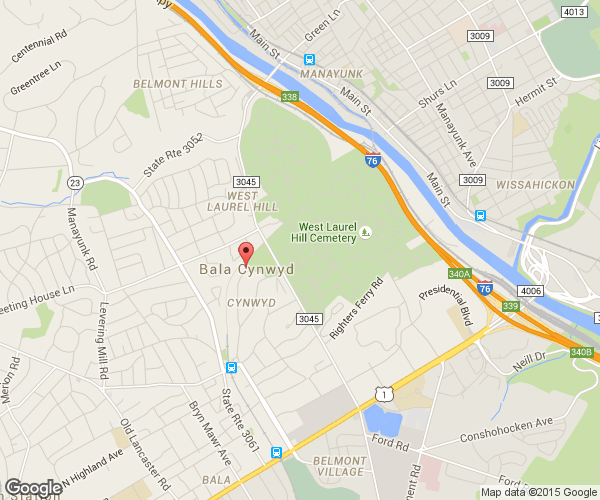 Centennial Rd
Greentree Ln
Green Ln
Main St
MANAYUNK
3009
4013
BELMONT HILLS
338
Main St
Shurs Ln
3009
Hermit St
Manayunk Ave
State Rte 3052
76
3009
WISSAHICKON
Main St
23
3045
WEST
LAUREL HILL
Manayunk Rd
West Laurel
Hill Cemetery
Bala Cynwyd
340A
76
4006
339
Presidential Blvd
CYNWYD
3045
Righters Ferry Rd
eeting House Ln
Levering Mill Rd
Merion Rd
340B
Neill Dr
1
State Rte 3061
Bryn Mawr Ave
Old Lancaster Rd
N Highland Ave
Conshohocken Ave
Ford Rd
BALA
BELMONT
VILLAGE
ment Rd
n Station
Google
Map data ©2015 Google